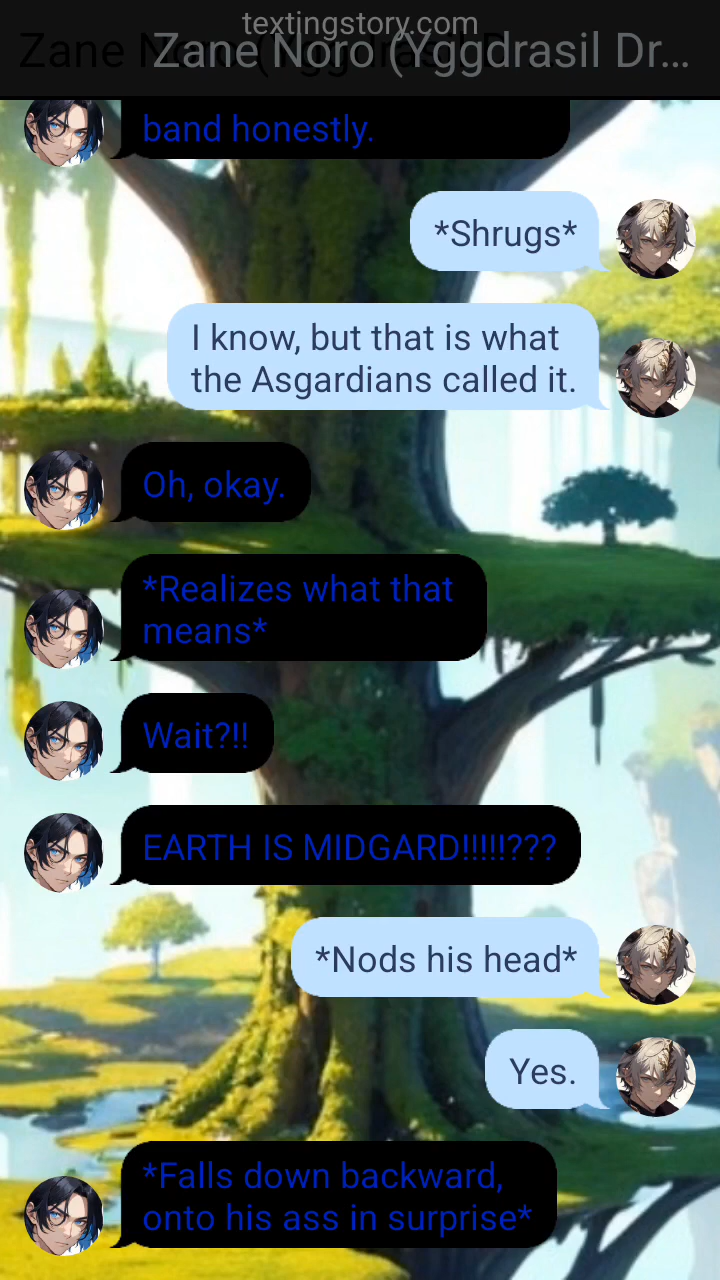 textingstory.com
Zane Noro (Yggdrasil Dr...
band honestly.
*Shrugs*
I know, but that is what
the Asgardians called it.
Oh, okay.
*Realizes what that
means*
Wait?!!
EARTH IS MIDGARD!!!!!???
*Nods his head*
Yes.
*Falls down backward,
onto his ass in surprise*